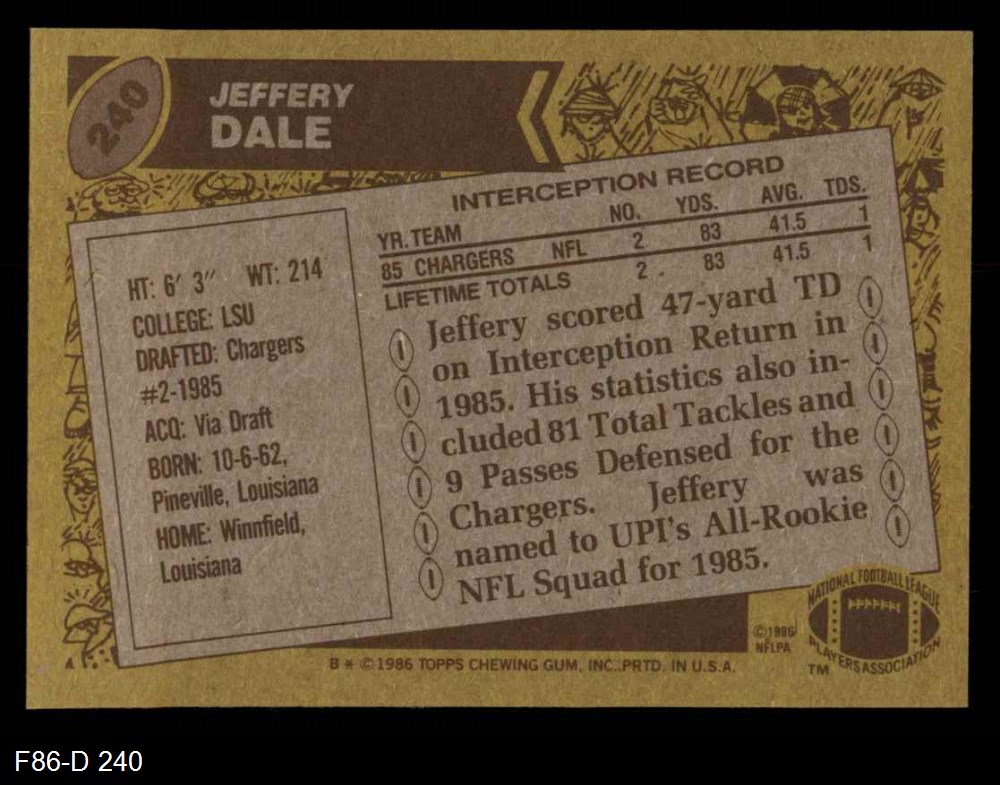 240
JEFFERY
DALE
INTERCEPTION RECORD
YR. TEAM NO. YDS. AVG. TDS.
85 CHARGERS NFL 2 83 41.5 1
LIFETIME TOTALS 2 83 41.5 1
HT: 6′ 3″ WT: 214
COLLEGE: LSU
DRAFTED: Chargers
#2-1985
ACQ: Via Draft
BORN: 10-6-62,
Pineville, Louisiana
HOME: Winnfield,
Louisiana
Jeffery scored 47-yard TD
on Interception Return in
1985. His statistics also in-
cluded 81 Total Tackles and
9 Passes Defensed for the
Chargers. Jeffery was
named to UPI's All-Rookie
NFL Squad for 1985.
©1986
NFLPA
NATIONAL FOOTBALL LEAGUE
PLAYERS ASSOCIATION
TM
B * © 1986 TOPPS CHEWING GUM, INC. PRTD. IN U.S.A.
F86-D 240